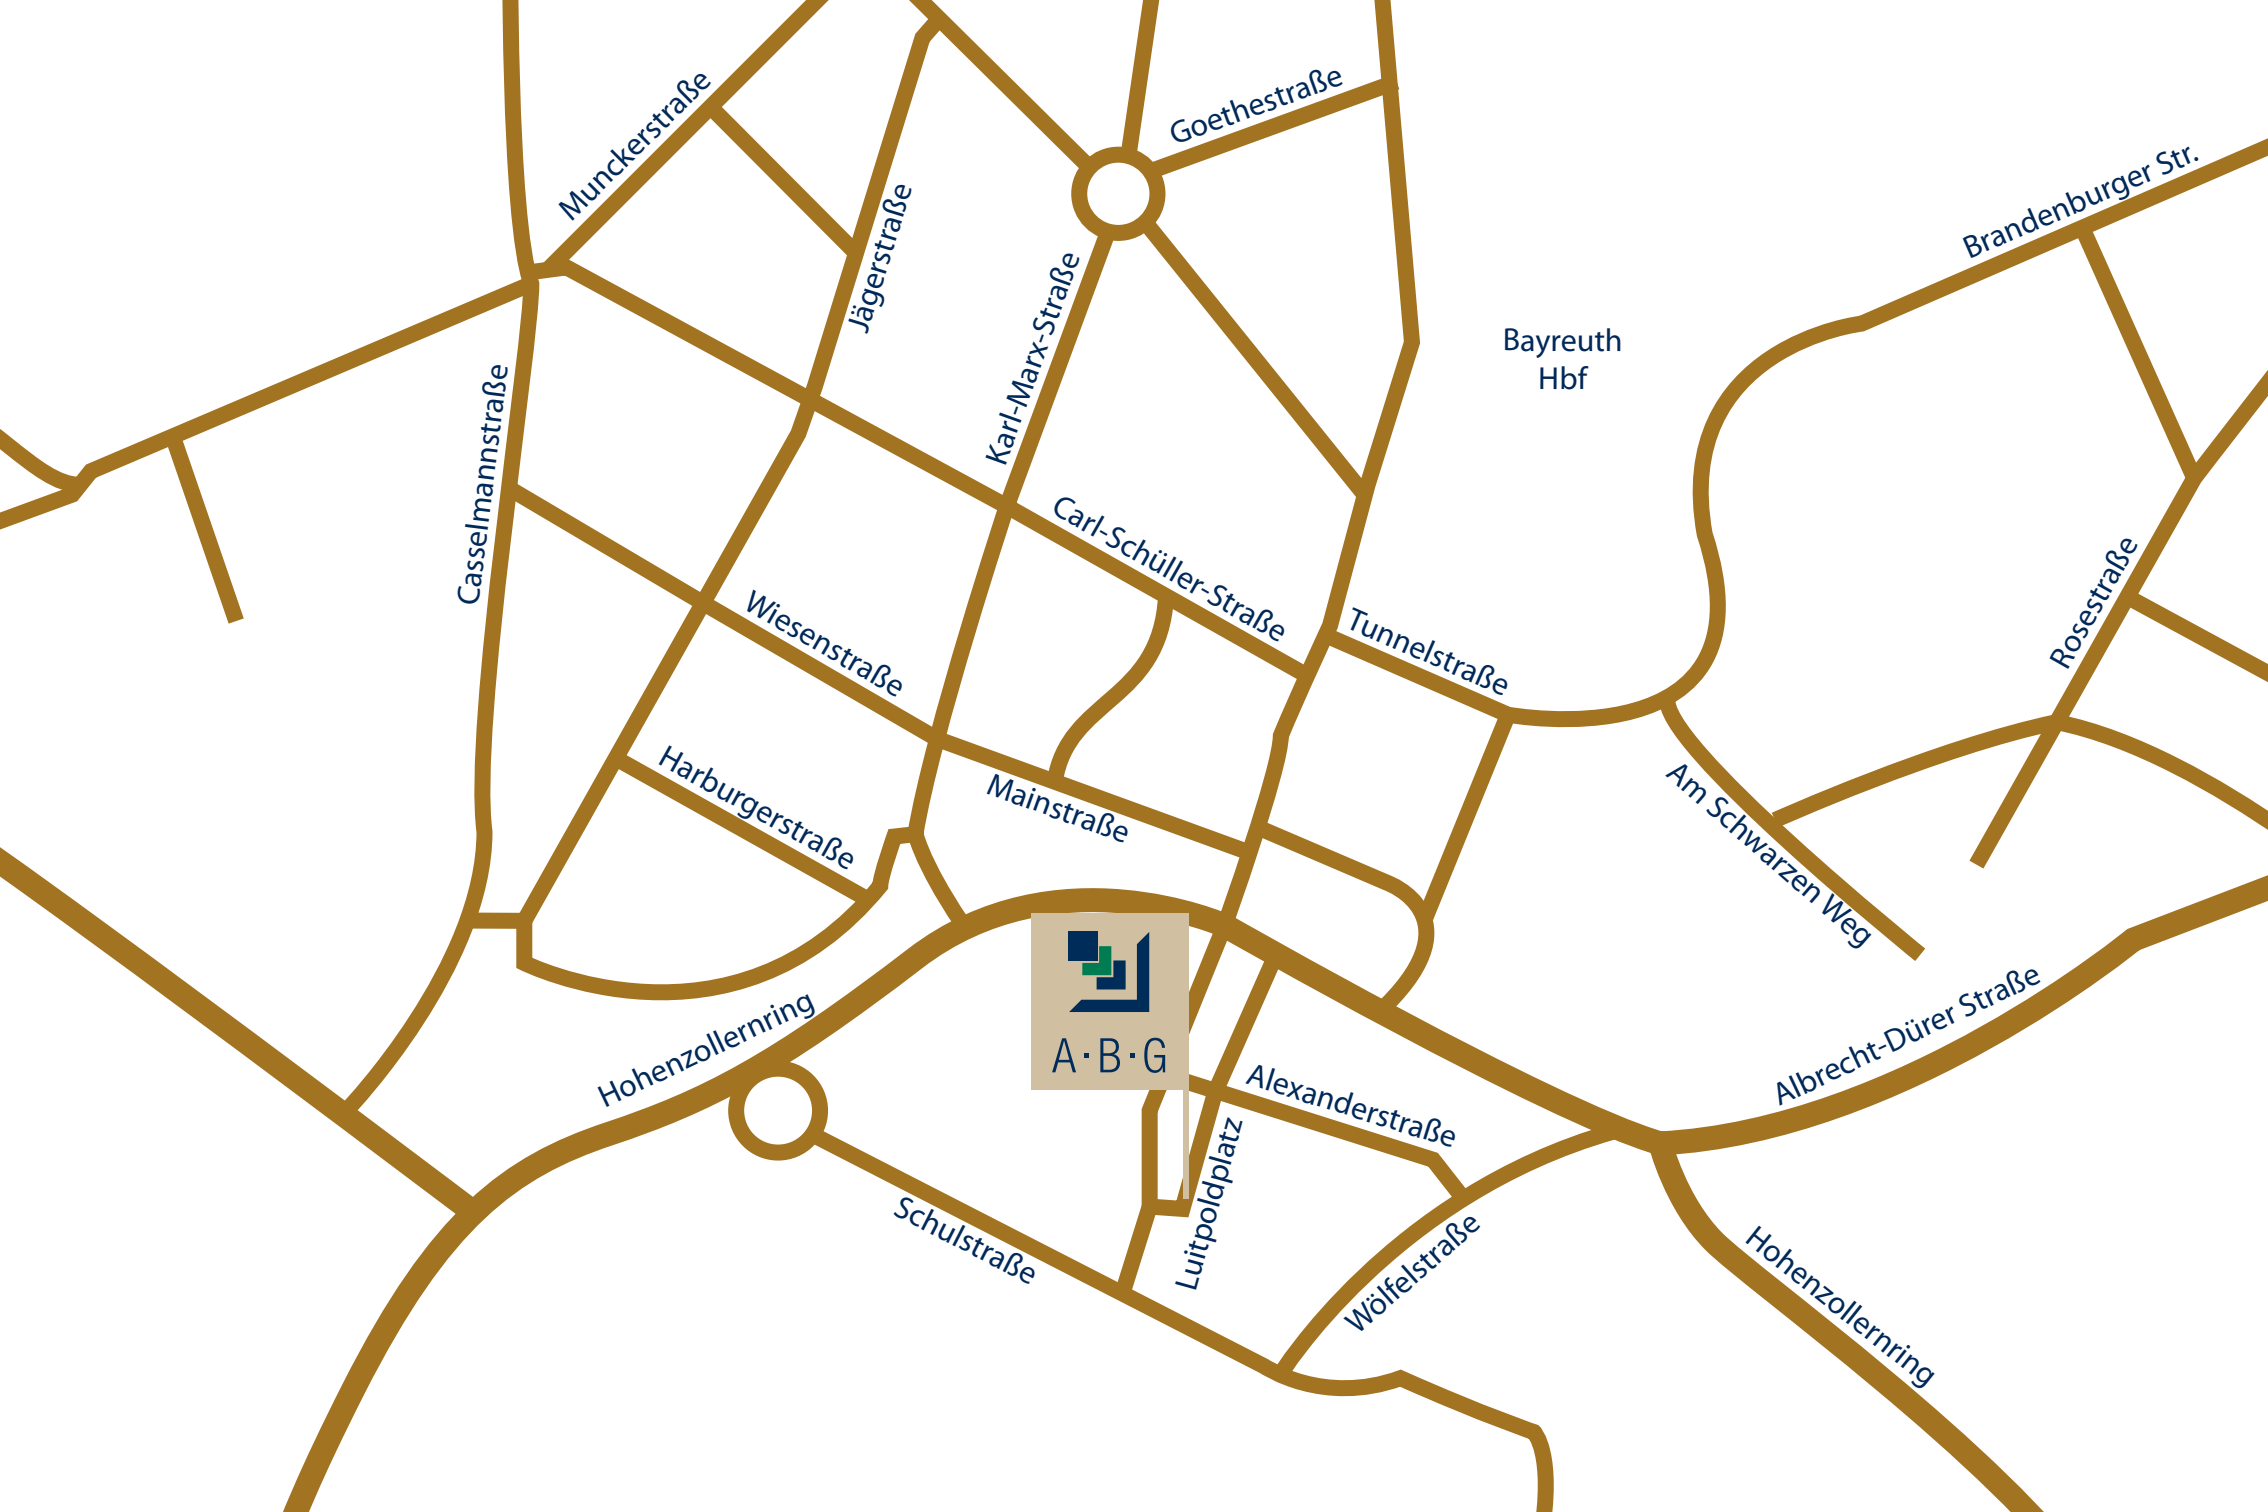 Munckerstraße
Goethestraße
Brandenburger Str.
Jägerstraße
Karl-Marx-Straße
Bayreuth
Hbf
Casselmannstraße
Carl-Schüller-Straße
Rosestraße
Wiesenstraße
Tunnelstraße
Harburgerstraße
Mainstraße
Am Schwarzen Weg
Hohenzollernring
A·B·G
Albrecht-Dürer Straße
Alexanderstraße
Luitpoldplatz
Schulstraße
Wölfelstraße
Hohenzollernring